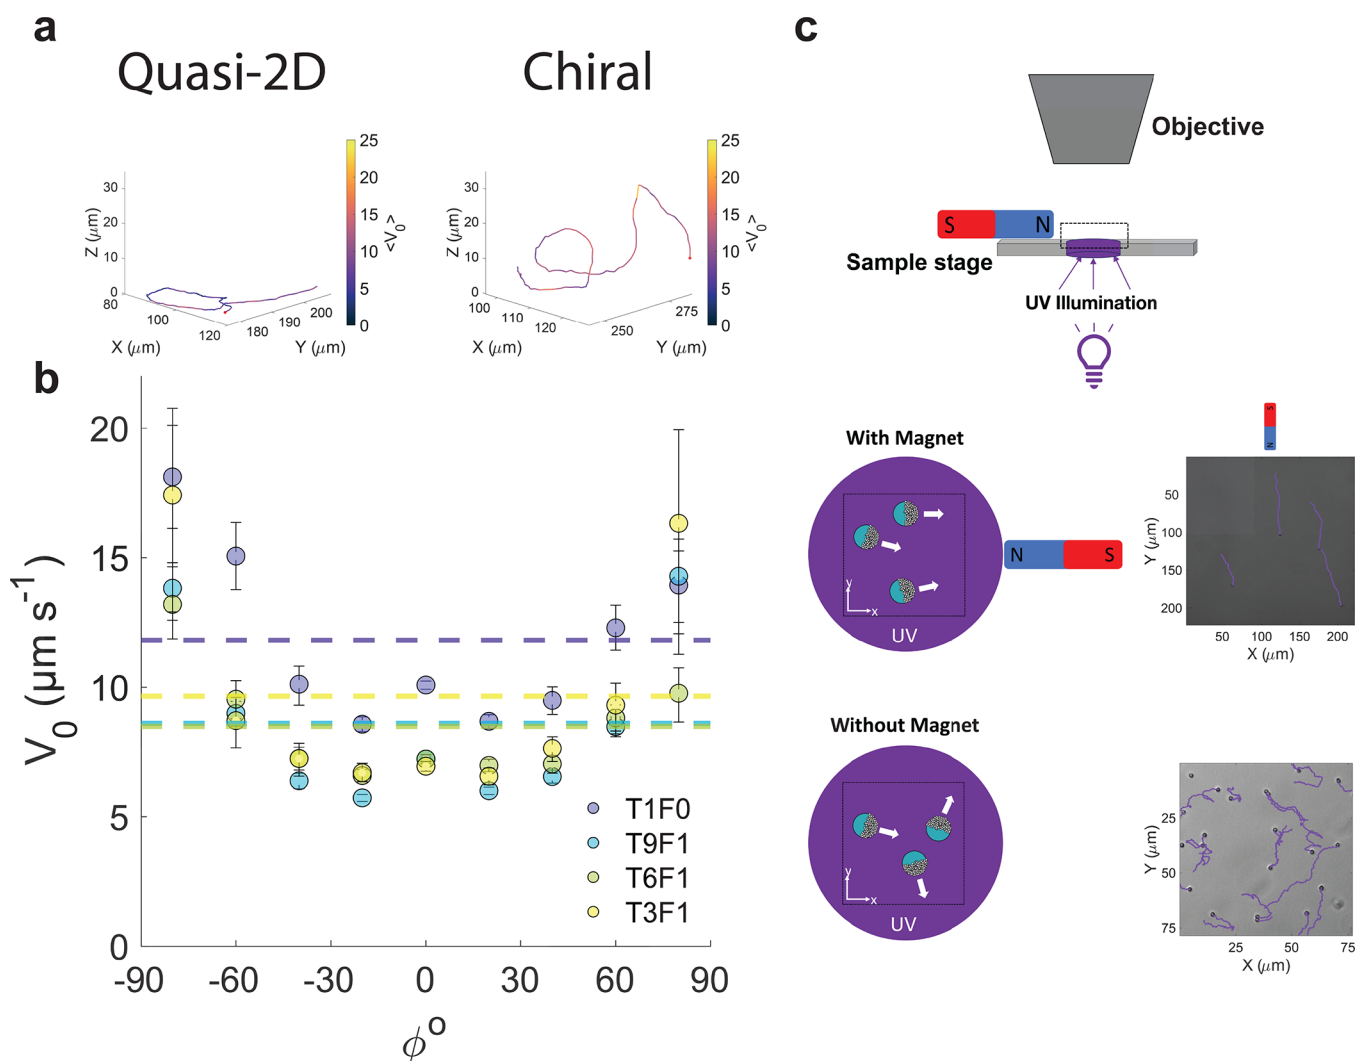 a
Quasi-2D
Chiral
25
20
15
10
5
0
<V0>
30
20
10
0
Z (μm)
80
100
120
X (μm)
180
190
200
Y (μm)
25
20
15
10
5
0
<V0>
30
20
10
0
Z (μm)
100
110
120
X (μm)
250
275
Y (μm)
b
20
15
10
5
0
V0 (μm s-1)
-90
-60
-30
0
30
60
90
ϕo
T1F0
T9F1
T6F1
T3F1
c
Objective
S N
Sample stage
UV Illumination
With Magnet
y
x
UV
N S
S
N
50
100
150
200
Y (μm)
50 100 150 200
X (μm)
Without Magnet
y
x
UV
25
50
75
Y (μm)
25 50 75
X (μm)